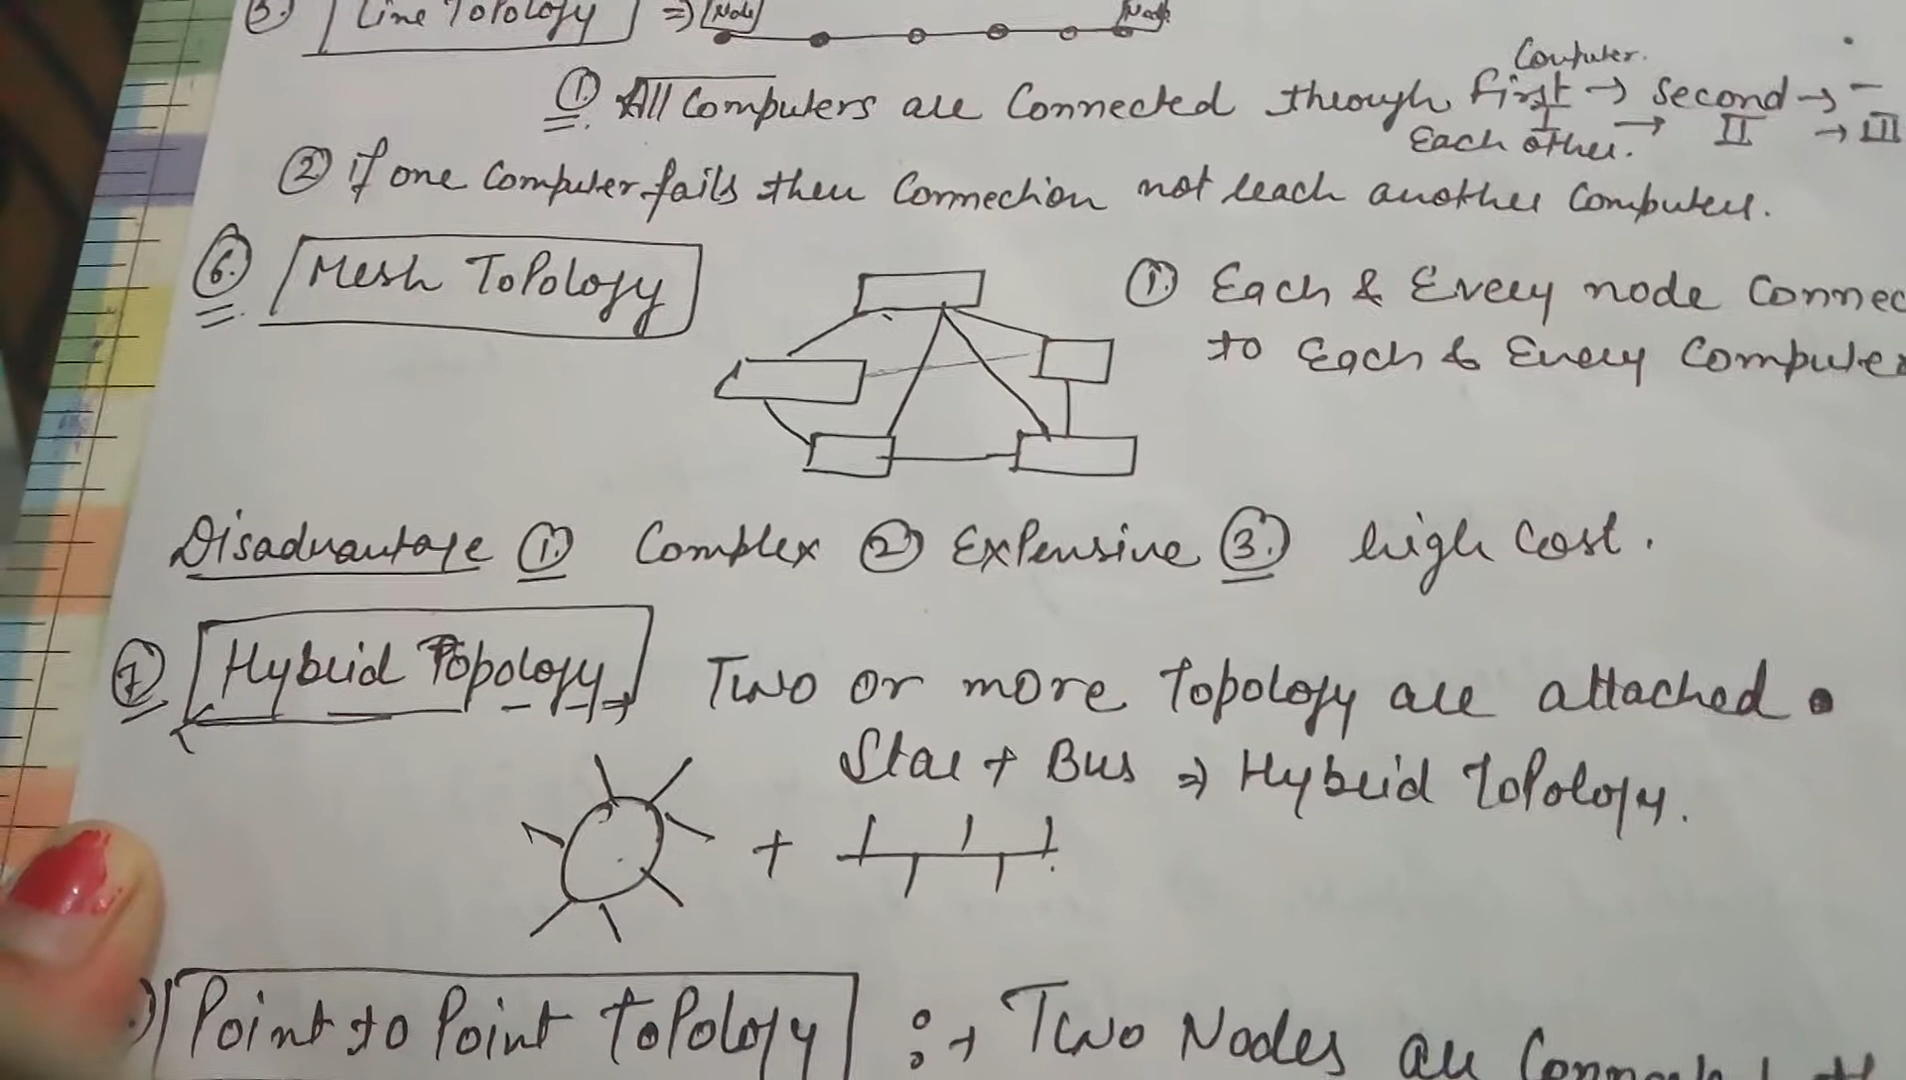 5. Line Topology ⇒ Node Node
Computer.
① All Computers are Connected through first → Second → –
Each other. I → II → III
② if one Computer fails then Connection not reach another Computer.
⑥ Mesh Topology
① Each & Every node Connec
to Each & Every Computer
Disadvantage ① Complex ② Expensive ③ high Cost.
⑦ Hybrid Topology Two or more Topology are attached.
Star + Bus ⇒ Hybrid Topology.
+
Point to Point Topology :→ Two Nodes are